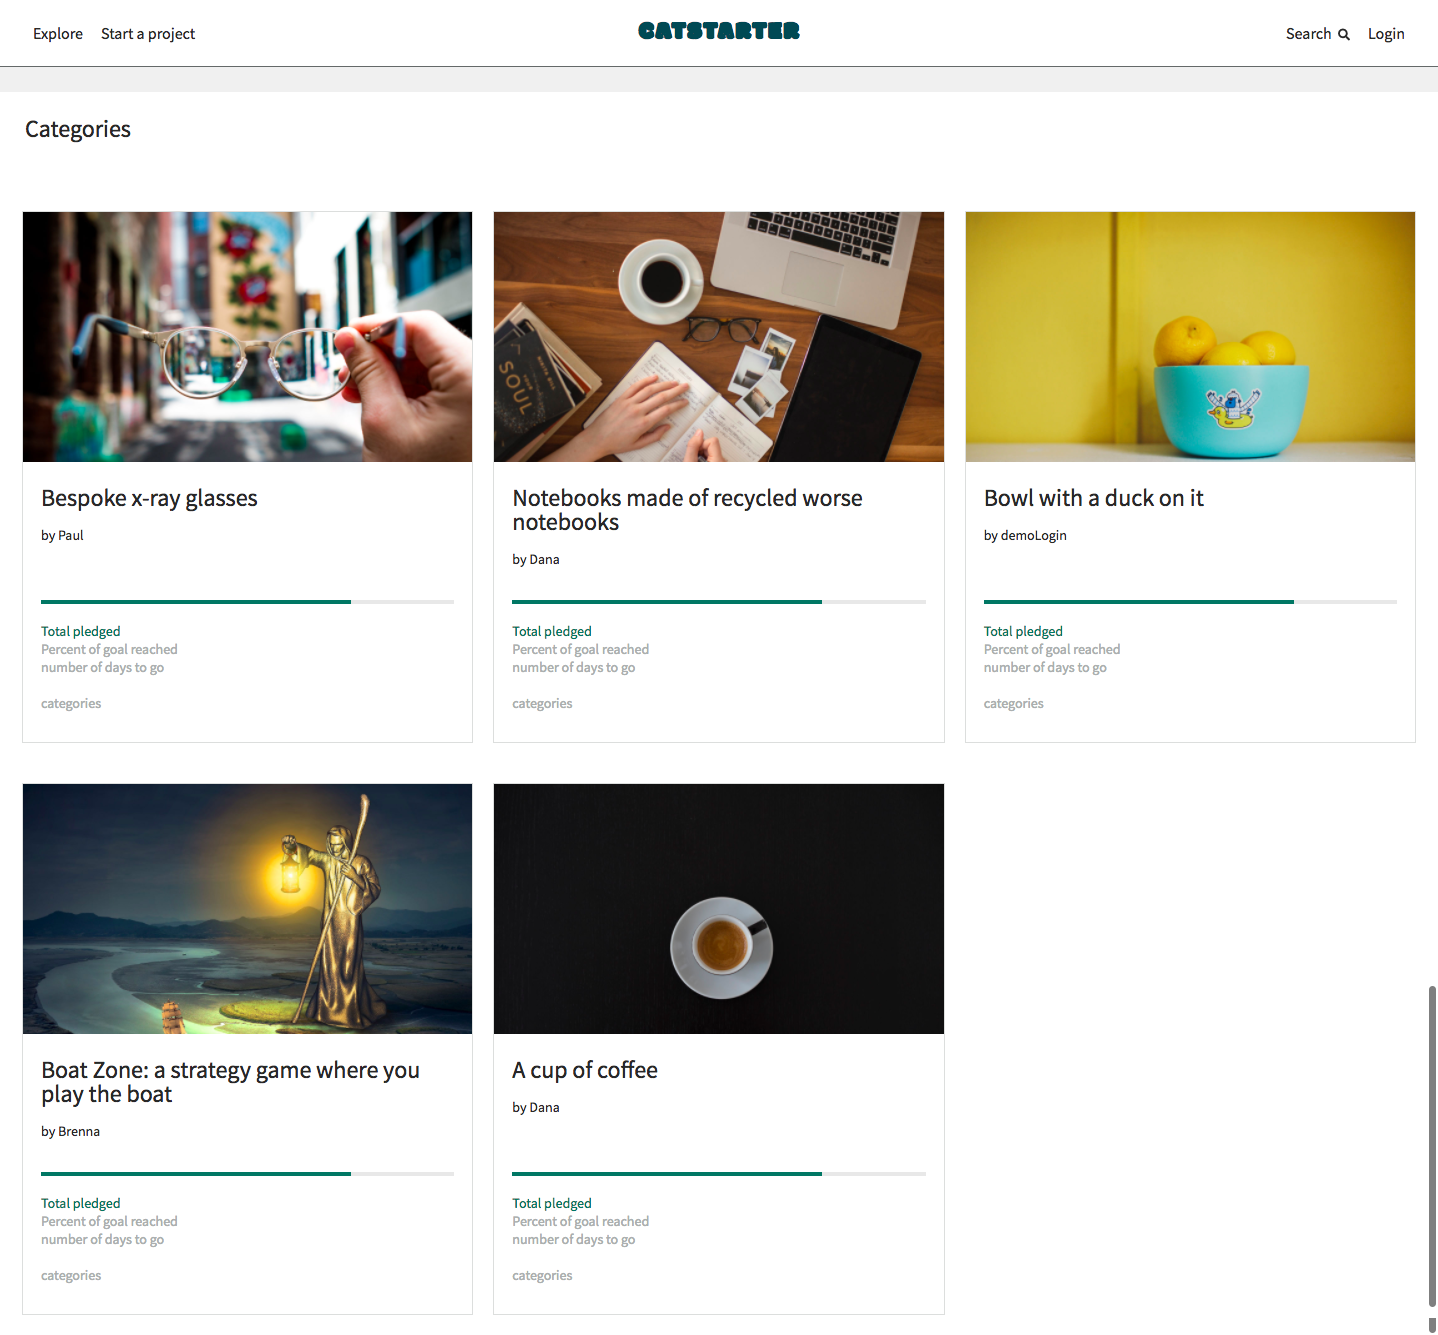 Explore Start a project CATSTARTER Search Login
Categories
SOUL
Bespoke x-ray glasses
by Paul
Total pledged
Percent of goal reached
number of days to go
categories
Notebooks made of recycled worse
notebooks
by Dana
Total pledged
Percent of goal reached
number of days to go
categories
Bowl with a duck on it
by demoLogin
Total pledged
Percent of goal reached
number of days to go
categories
Boat Zone: a strategy game where you
play the boat
by Brenna
Total pledged
Percent of goal reached
number of days to go
categories
A cup of coffee
by Dana
Total pledged
Percent of goal reached
number of days to go
categories